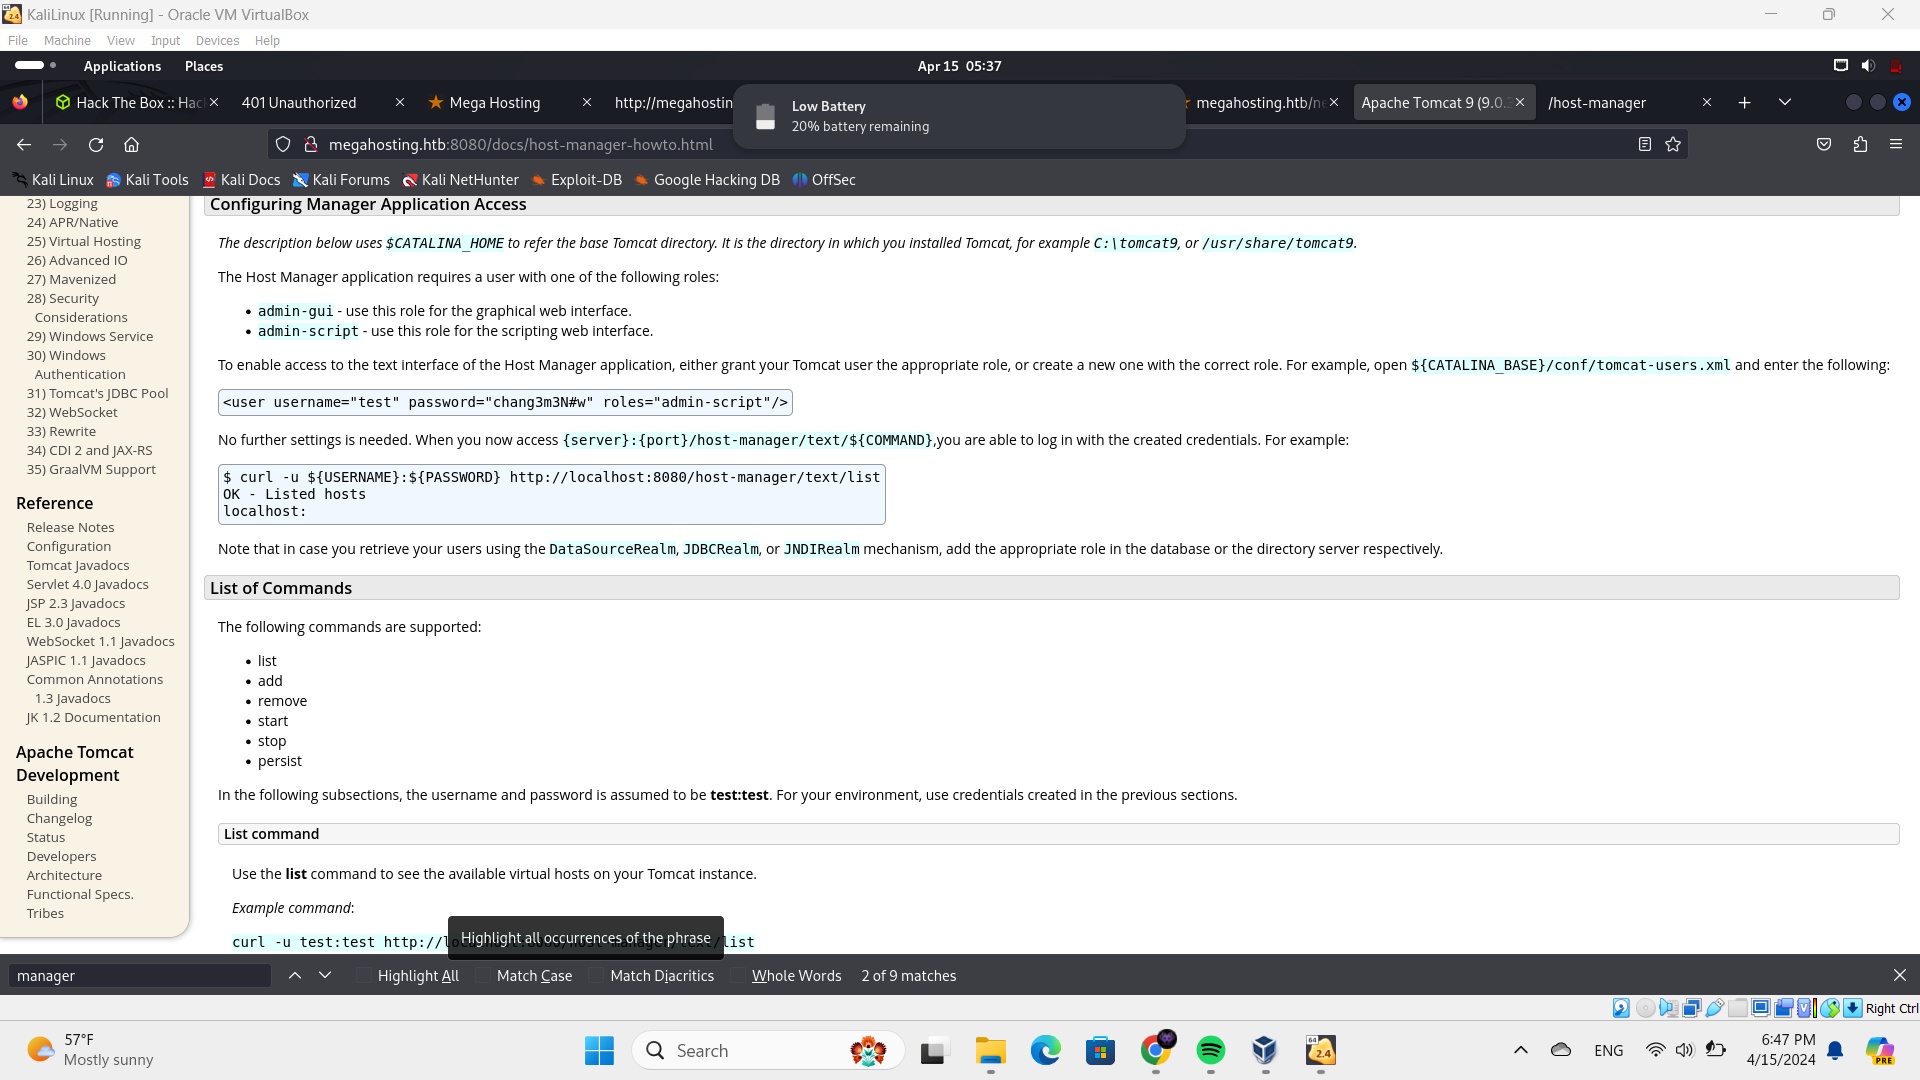 KaliLinux [Running] - Oracle VM VirtualBox
File Machine View Input Devices Help
Applications Places
Apr 15 05:37
Hack The Box :: Hac
401 Unauthorized
Mega Hosting
http://megahostin
megahosting.htb/ne
Apache Tomcat 9 (9.0.3
/host-manager
Low Battery
20% battery remaining
megahosting.htb:8080/docs/host-manager-howto.html
Kali Linux Kali Tools Kali Docs Kali Forums Kali NetHunter Exploit-DB Google Hacking DB OffSec
23) Logging
24) APR/Native
25) Virtual Hosting
26) Advanced IO
27) Mavenized
28) Security
Considerations
29) Windows Service
30) Windows
Authentication
31) Tomcat's JDBC Pool
32) WebSocket
33) Rewrite
34) CDI 2 and JAX-RS
35) GraalVM Support
Reference
Release Notes
Configuration
Tomcat Javadocs
Servlet 4.0 Javadocs
JSP 2.3 Javadocs
EL 3.0 Javadocs
WebSocket 1.1 Javadocs
JASPIC 1.1 Javadocs
Common Annotations
1.3 Javadocs
JK 1.2 Documentation
Apache Tomcat
Development
Building
Changelog
Status
Developers
Architecture
Functional Specs.
Tribes
Configuring Manager Application Access
The description below uses $CATALINA_HOME to refer the base Tomcat directory. It is the directory in which you installed Tomcat, for example C:\tomcat9, or /usr/share/tomcat9.
The Host Manager application requires a user with one of the following roles:
• admin-gui - use this role for the graphical web interface.
• admin-script - use this role for the scripting web interface.
To enable access to the text interface of the Host Manager application, either grant your Tomcat user the appropriate role, or create a new one with the correct role. For example, open ${CATALINA_BASE}/conf/tomcat-users.xml and enter the following:
<user username="test" password="chang3m3N#w" roles="admin-script"/>
No further settings is needed. When you now access {server}:{port}/host-manager/text/${COMMAND},you are able to log in with the created credentials. For example:
$ curl -u ${USERNAME}:${PASSWORD} http://localhost:8080/host-manager/text/list
OK - Listed hosts
localhost:
Note that in case you retrieve your users using the DataSourceRealm, JDBCRealm, or JNDIRealm mechanism, add the appropriate role in the database or the directory server respectively.
List of Commands
The following commands are supported:
• list
• add
• remove
• start
• stop
• persist
In the following subsections, the username and password is assumed to be test:test. For your environment, use credentials created in the previous sections.
List command
Use the list command to see the available virtual hosts on your Tomcat instance.
Example command:
curl -u test:test http://localhost:8080/host-manager/text/list
Highlight all occurrences of the phrase
manager
Highlight All Match Case Match Diacritics Whole Words 2 of 9 matches
Right Ctrl
57°F
Mostly sunny
Search
64
2.4
ENG
6:47 PM
4/15/2024
PRE